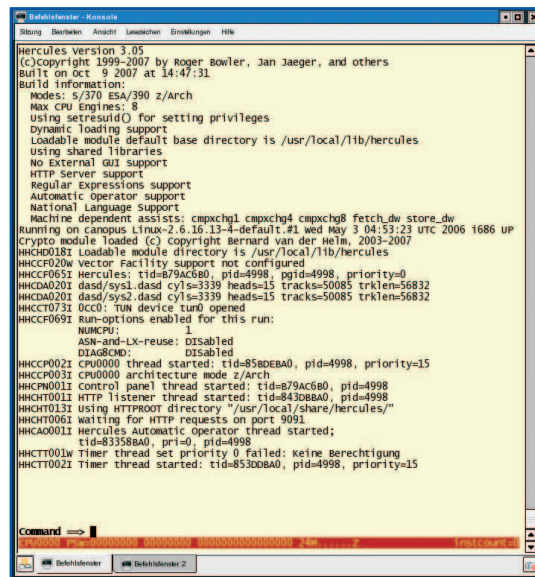 Befehlsfenster - Konsole
Sitzung Bearbeiten Ansicht Lesezeichen Einstellungen Hilfe
Hercules Version 3.05
(c)Copyright 1999-2007 by Roger Bowler, Jan Jaeger, and others
Built on Oct  9 2007 at 14:47:31
Build information:
Modes: S/370 ESA/390 z/Arch
Max CPU Engines: 8
Using setresuid() for setting privileges
Dynamic loading support
Loadable module default base directory is /usr/local/lib/hercules
Using shared libraries
No External GUI support
HTTP Server support
Regular Expressions support
Automatic Operator support
National Language Support
Machine dependent assists: cmpxchg1 cmpxchg4 cmpxchg8 fetch_dw store_dw
Running on canopus Linux-2.6.16.13-4-default.#1 Wed May 3 04:53:23 UTC 2006 i686 UP
Crypto module loaded (c) Copyright Bernard van der Helm, 2003-2007
HHCHD018I Loadable module directory is /usr/local/lib/hercules
HHCCF020W Vector Facility support not configured
HHCCF065I Hercules: tid=B79AC6B0, pid=4998, pgid=4998, priority=0
HHCDA020I dasd/sys1.dasd cyls=3339 heads=15 tracks=50085 trklen=56832
HHCDA020I dasd/sys2.dasd cyls=3339 heads=15 tracks=50085 trklen=56832
HHCCT073I 0CC0: TUN device tun0 opened
HHCCF069I Run-options enabled for this run:
NUMCPU: 1
ASN-and-LX-reuse: DISabled
DIAG8CMD: DISabled
HHCCP002I CPU0000 thread started: tid=85BDEBA0, pid=4998, priority=15
HHCCP003I CPU0000 architecture mode z/Arch
HHCPN001I Control panel thread started: tid=B79AC6B0, pid=4998
HHCHT001I HTTP listener thread started: tid=843DBBA0, pid=4998
HHCHT013I Using HTTPROOT directory "/usr/local/share/hercules/"
HHCHT006I Waiting for HTTP requests on port 9091
HHCAO001I Hercules Automatic Operator thread started;
tid=83358BA0, pri=0, pid=4998
HHCTT001W Timer thread set priority 0 failed: Keine Berechtigung
HHCTT002I Timer thread started: tid=853DDBA0, pid=4998, priority=15
Command ==>
CPU0000 PSW=00000000 00000000 0000000000000000 24M......Z instcount=0
Befehlsfenster Befehlsfenster 2